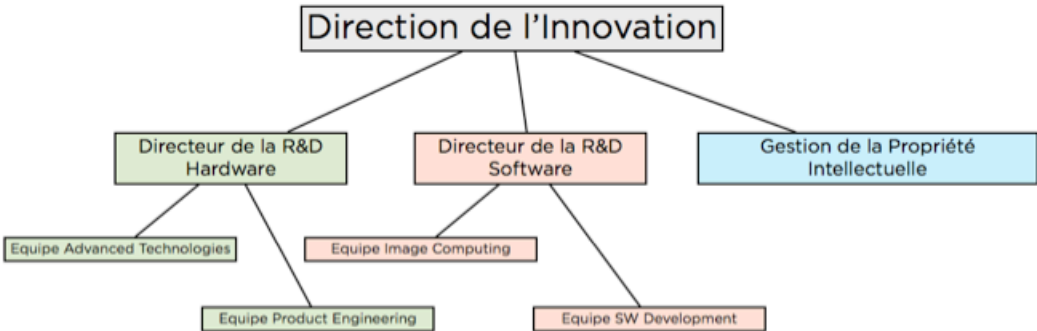 Direction de l'Innovation
Directeur de la R&D
Hardware
Directeur de la R&D
Software
Gestion de la Propriété
Intellectuelle
Equipe Advanced Technologies
Equipe Image Computing
Equipe Product Engineering
Equipe SW Development